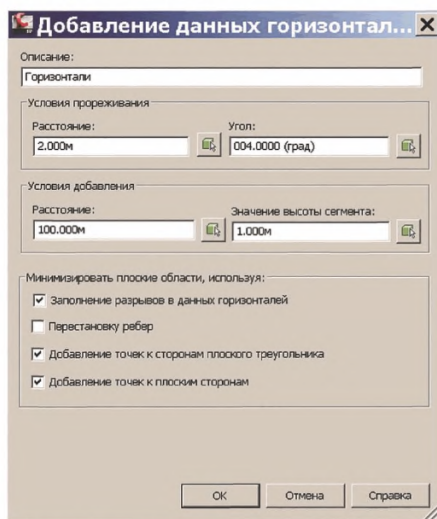 Добавление данных горизонтал...
Описание:
Горизонтали
Условия прореживания
Расстояние: Угол:
2.000м 004.0000 (град)
Условия добавления
Расстояние: Значение высоты сегмента:
100.000м 1.000м
Минимизировать плоские области, используя:
Заполнение разрывов в данных горизонталей
Перестановку ребер
Добавление точек к сторонам плоского треугольника
Добавление точек к плоским сторонам
ОК Отмена Справка